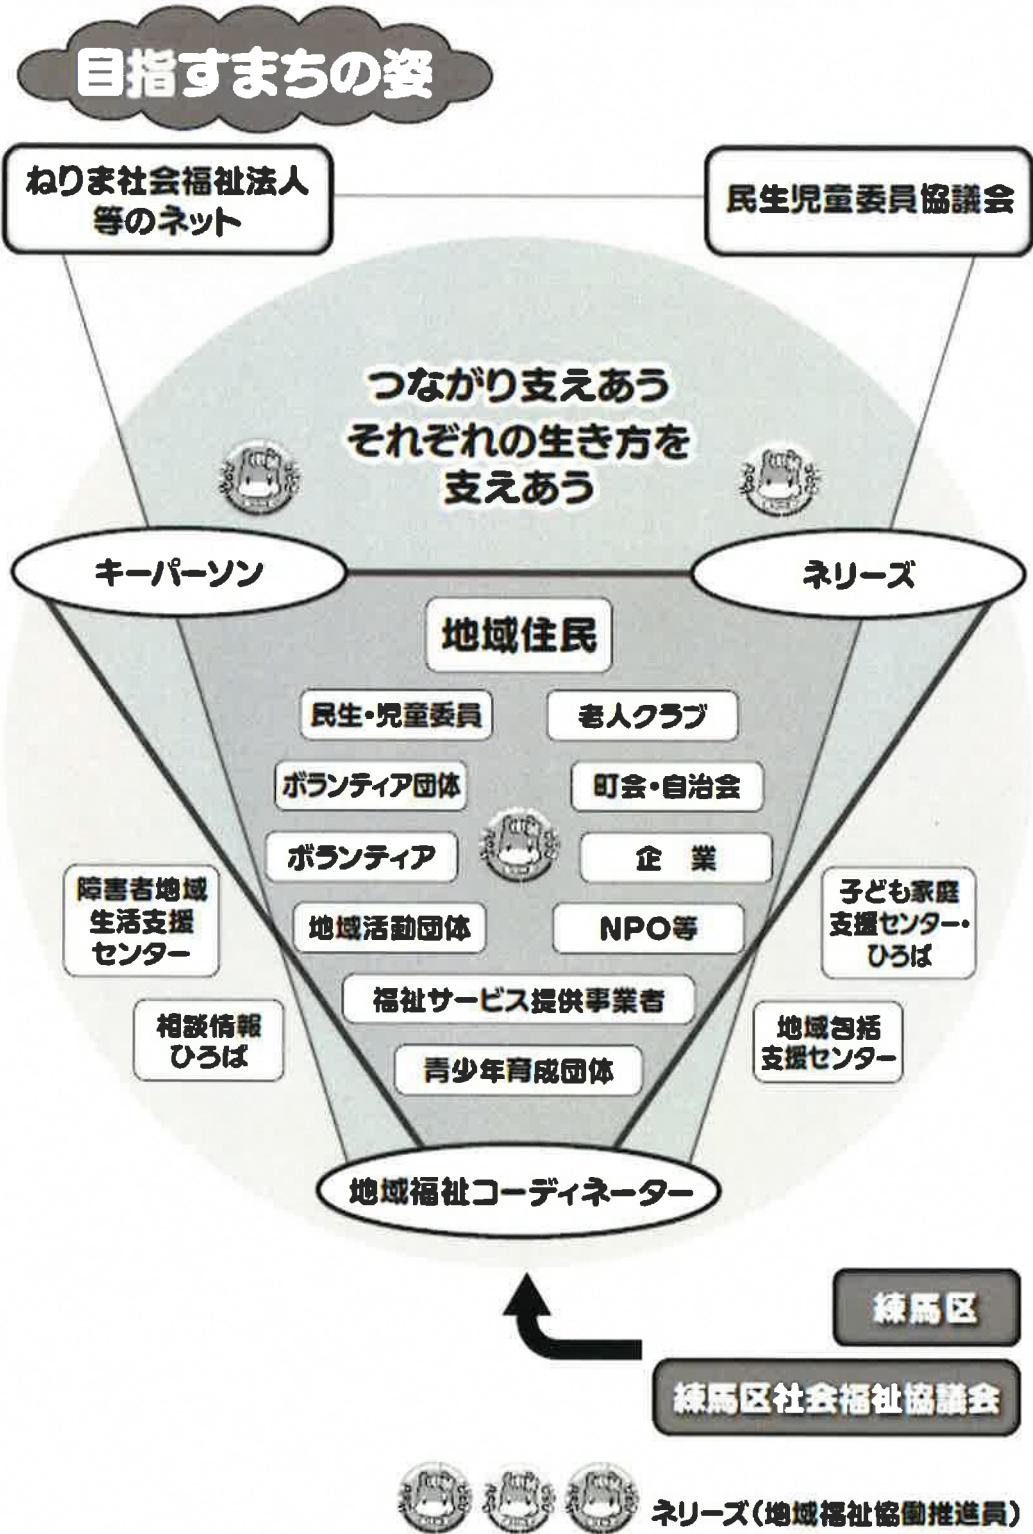 目指すまちの姿
ねりま社会福祉法人
等のネット
民生児童委員協議会
つながり支えあう
それぞれの生き方を
支えあう
キーパーソン
ネリーズ
地域住民
民生・児童委員
老人クラブ
ボランティア団体
町会・自治会
ボランティア
企　業
地域活動団体
NPO等
福祉サービス提供事業者
青少年育成団体
障害者地域
生活支援
センター
相談情報
ひろば
子ども家庭
支援センター・
ひろば
地域包括
支援センター
地域福祉コーディネーター
練馬区
練馬区社会福祉協議会
ネリーズ（地域福祉協働推進員）